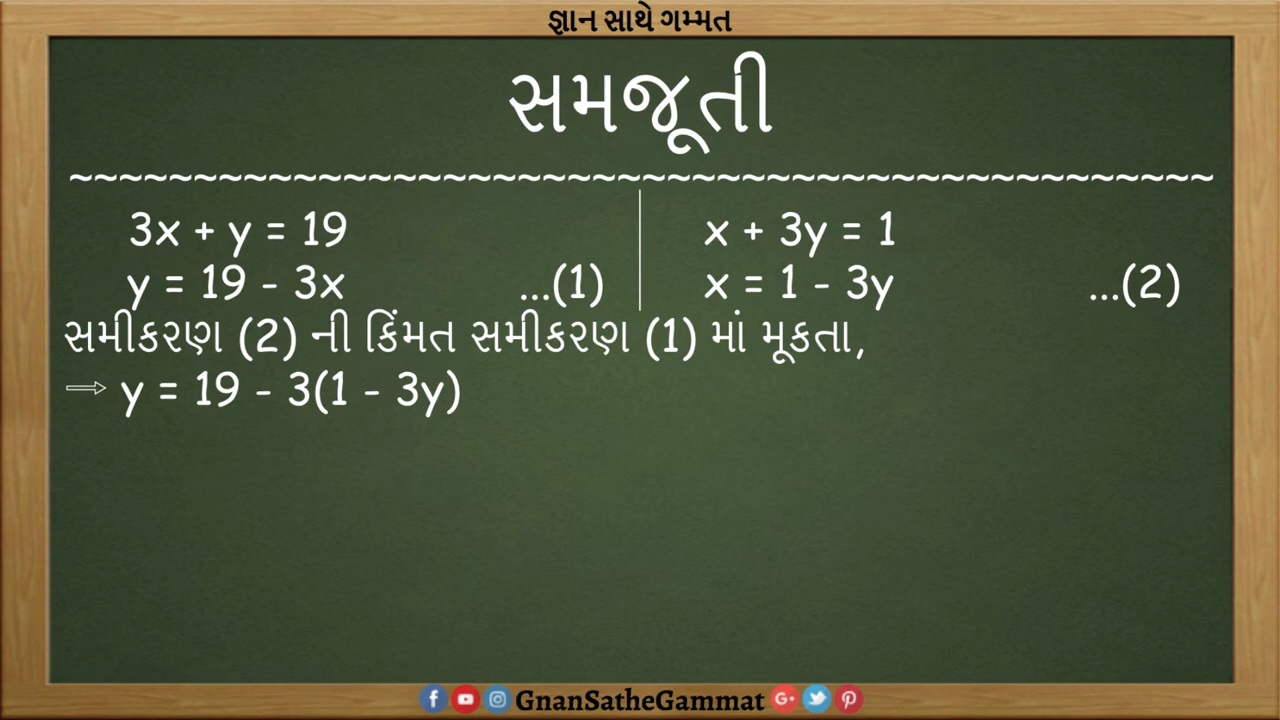 જ્ઞાન સાથે ગમ્મત
સમજૂતી
~~~~~~~~~~~~~~~~~~~~~~~~~~~~~~~~~~~~~~~~~~~~~~
3x + y = 19
y = 19 - 3x ...(1)
x + 3y = 1
x = 1 - 3y ...(2)
સમીકરણ (2) ની કિંમત સમીકરણ (1) માં મૂકતા,
⇒ y = 19 - 3(1 - 3y)
GnanSatheGammat